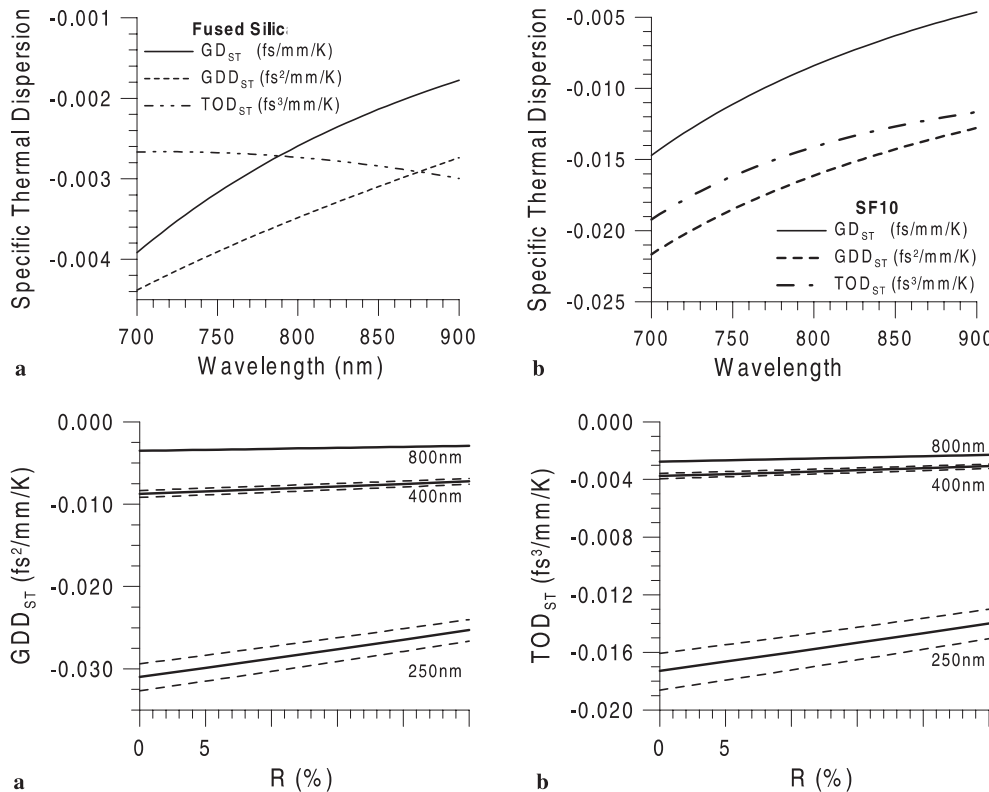 Specific Thermal Dispersion
-0.001
-0.002
-0.003
-0.004
Fused Silic
GD_ST (fs/mm/K)
GDD_ST (fs²/mm/K)
TOD_ST (fs³/mm/K)
700
750
800
850
900
Wavelength (nm)
a
Specific Thermal Dispersion
-0.005
-0.010
-0.015
-0.020
-0.025
SF10
GD_ST (fs/mm/K)
GDD_ST (fs²/mm/K)
TOD_ST (fs³/mm/K)
700
750
800
850
900
Wavelength
b
GDD_ST (fs²/mm/K)
0.000
-0.010
-0.020
-0.030
800nm
400nm
250nm
0
5
R (%)
a
TOD_ST (fs³/mm/K)
0.000
-0.004
-0.008
-0.012
-0.016
-0.020
800nm
400nm
250nm
0
5
R (%)
b